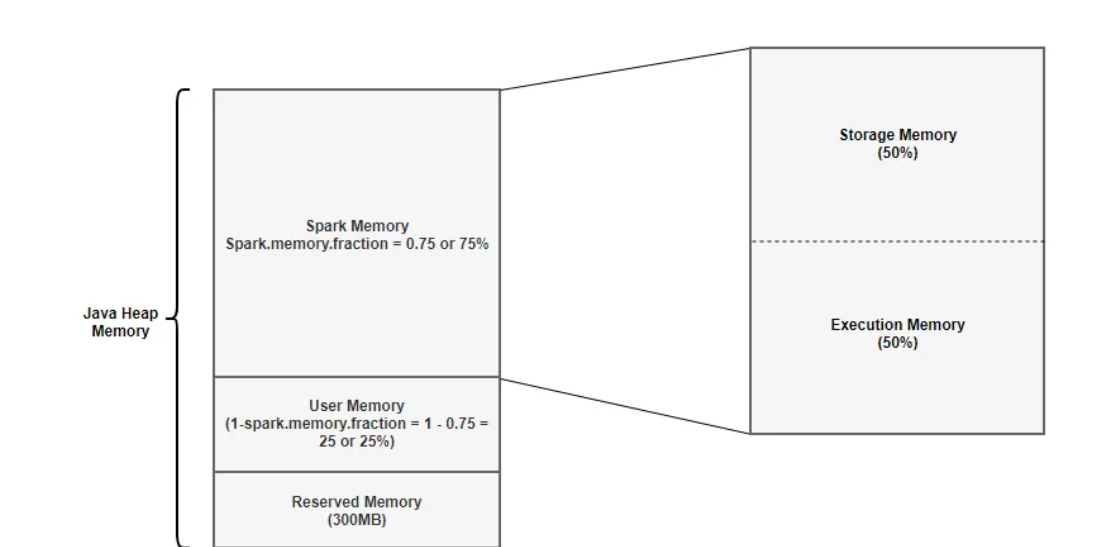 Storage Memory
(50%)
Spark Memory
Spark.memory.fraction = 0.75 or 75%
Java Heap
Memory
Execution Memory
(50%)
User Memory
(1-spark.memory.fraction = 1 - 0.75 =
25 or 25%)
Reserved Memory
(300MB)